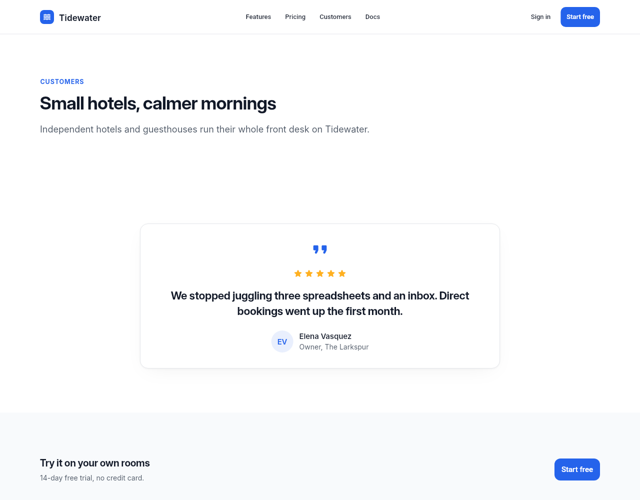 Tidewater
Features
Pricing
Customers
Docs
Sign in
Start free
CUSTOMERS
Small hotels, calmer mornings
Independent hotels and guesthouses run their whole front desk on Tidewater.
We stopped juggling three spreadsheets and an inbox. Direct
bookings went up the first month.
EV
Elena Vasquez
Owner, The Larkspur
Try it on your own rooms
14-day free trial, no credit card.
Start free